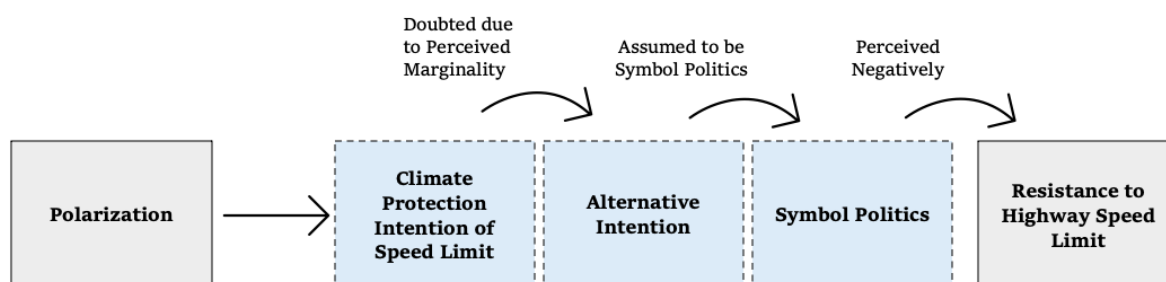 Doubted due
to Perceived
Marginality
Assumed to be
Symbol Politics
Perceived
Negatively
Polarization
Climate
Protection
Intention of
Speed Limit
Alternative
Intention
Symbol Politics
Resistance to
Highway Speed
Limit